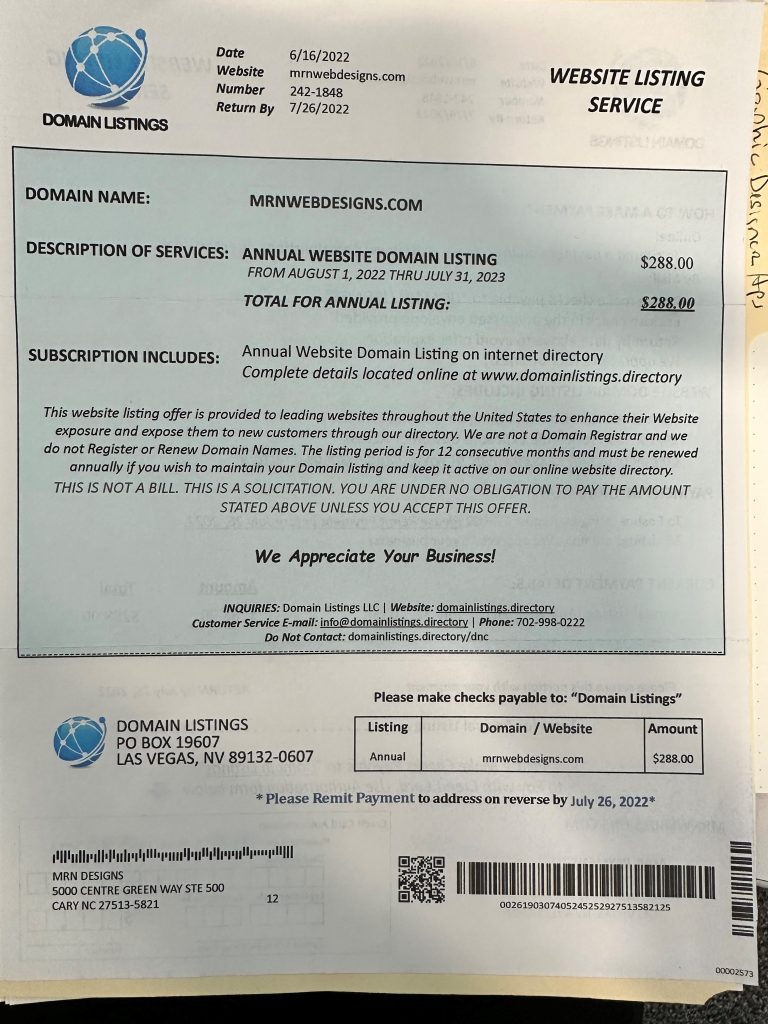 Date 6/16/2022
Website mrnwebdesigns.com
Number 242-1848
Return By 7/26/2022
DOMAIN LISTINGS
WEBSITE LISTING
SERVICE
DOMAIN NAME: MRNWEBDESIGNS.COM
DESCRIPTION OF SERVICES: ANNUAL WEBSITE DOMAIN LISTING $288.00
FROM AUGUST 1, 2022 THRU JULY 31, 2023
TOTAL FOR ANNUAL LISTING: $288.00
SUBSCRIPTION INCLUDES: Annual Website Domain Listing on internet directory
Complete details located online at www.domainlistings.directory
This website listing offer is provided to leading websites throughout the United States to enhance their Website
exposure and expose them to new customers through our directory. We are not a Domain Registrar and we
do not Register or Renew Domain Names. The listing period is for 12 consecutive months and must be renewed
annually if you wish to maintain your Domain listing and keep it active on our online website directory.
THIS IS NOT A BILL. THIS IS A SOLICITATION. YOU ARE UNDER NO OBLIGATION TO PAY THE AMOUNT
STATED ABOVE UNLESS YOU ACCEPT THIS OFFER.
We Appreciate Your Business!
INQUIRIES: Domain Listings LLC | Website: domainlistings.directory
Customer Service E-mail: info@domainlistings.directory | Phone: 702-998-0222
Do Not Contact: domainlistings.directory/dnc
Please make checks payable to: "Domain Listings"
DOMAIN LISTINGS
PO BOX 19607
LAS VEGAS, NV 89132-0607
Listing Domain / Website Amount
Annual mrnwebdesigns.com $288.00
*Please Remit Payment to address on reverse by July 26, 2022*
MRN DESIGNS
5000 CENTRE GREEN WAY STE 500
CARY NC 27513-5821
12
0026190307405245252927513582125
00002573
Graphic Designer Aps